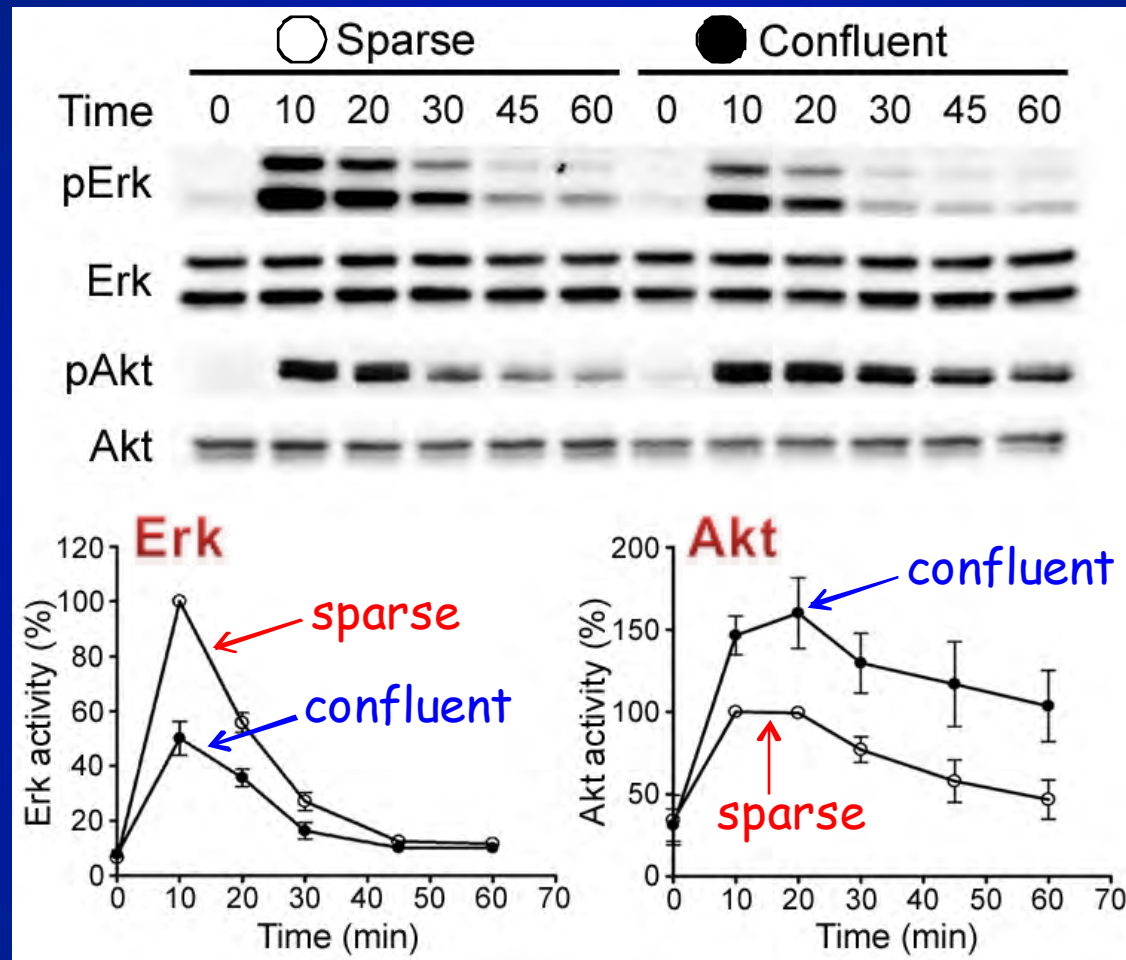 Sparse Confluent
Time 0 10 20 30 45 60 0 10 20 30 45 60
pErk
Erk
pAkt
Akt
Erk
120
100
80
60
40
20
0
Erk activity (%)
sparse
confluent
0 10 20 30 40 50 60 70
Time (min)
Akt
200
150
100
50
0
Akt activity (%)
confluent
sparse
0 10 20 30 40 50 60 70
Time (min)